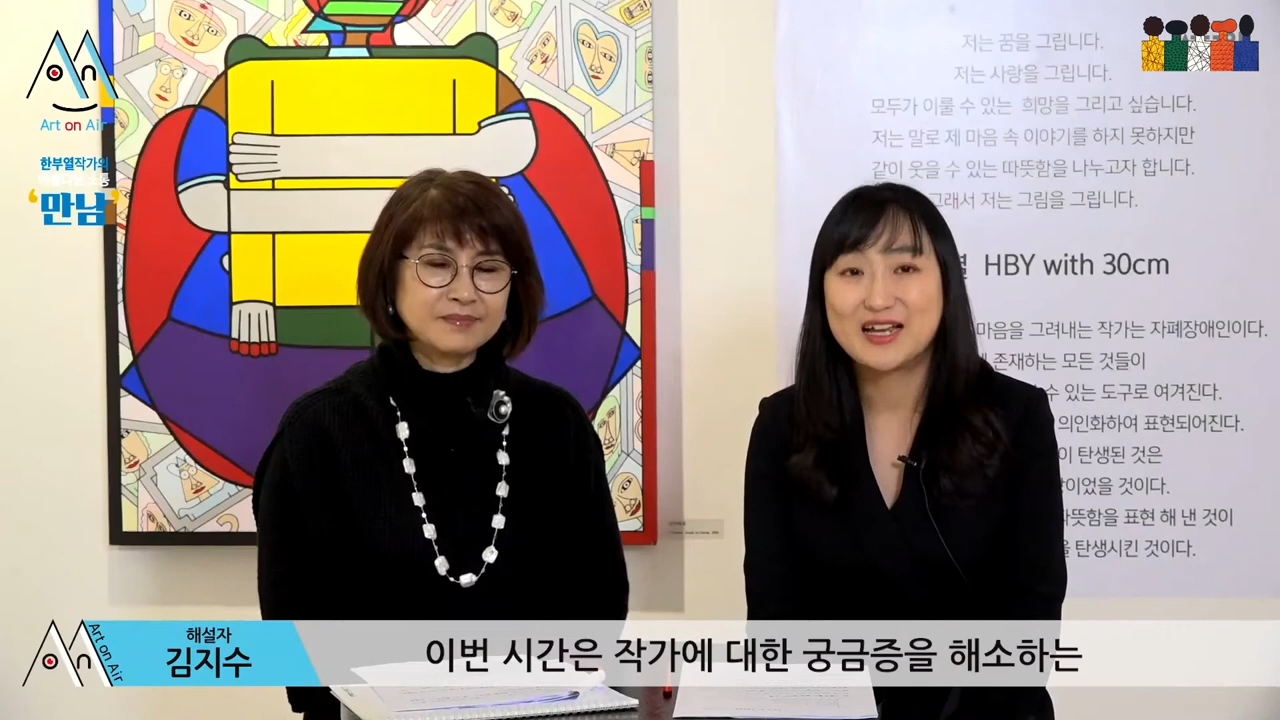 Art on Air
한부열작가의
'만남'
저는 꿈을 그립니다.
저는 사랑을 그립니다.
모두가 이룰 수 있는 희망을 그리고 싶습니다.
저는 말로 제 마음 속 이야기를 하지 못하지만
같이 웃을 수 있는 따뜻함을 나누고자 합니다.
그래서 저는 그림을 그립니다.
HBY with 30cm
마음을 그려내는 작가는 자폐장애인이다.
존재하는 모든 것들이
수 있는 도구로 여겨진다.
의인화하여 표현되어진다.
이 탄생된 것은
이었을 것이다.
따뜻함을 표현 해 낸 것이
을 탄생시킨 것이다.
Art on Air
해설자
김지수
이번 시간은 작가에 대한 궁금증을 해소하는